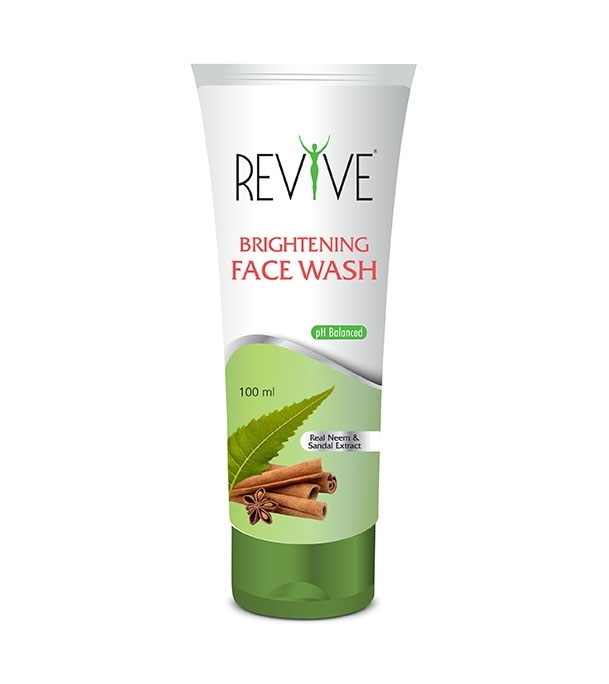 REVIVE®
BRIGHTENING
FACE WASH
pH Balanced
100 ml
Real Neem &
Sandal Extract